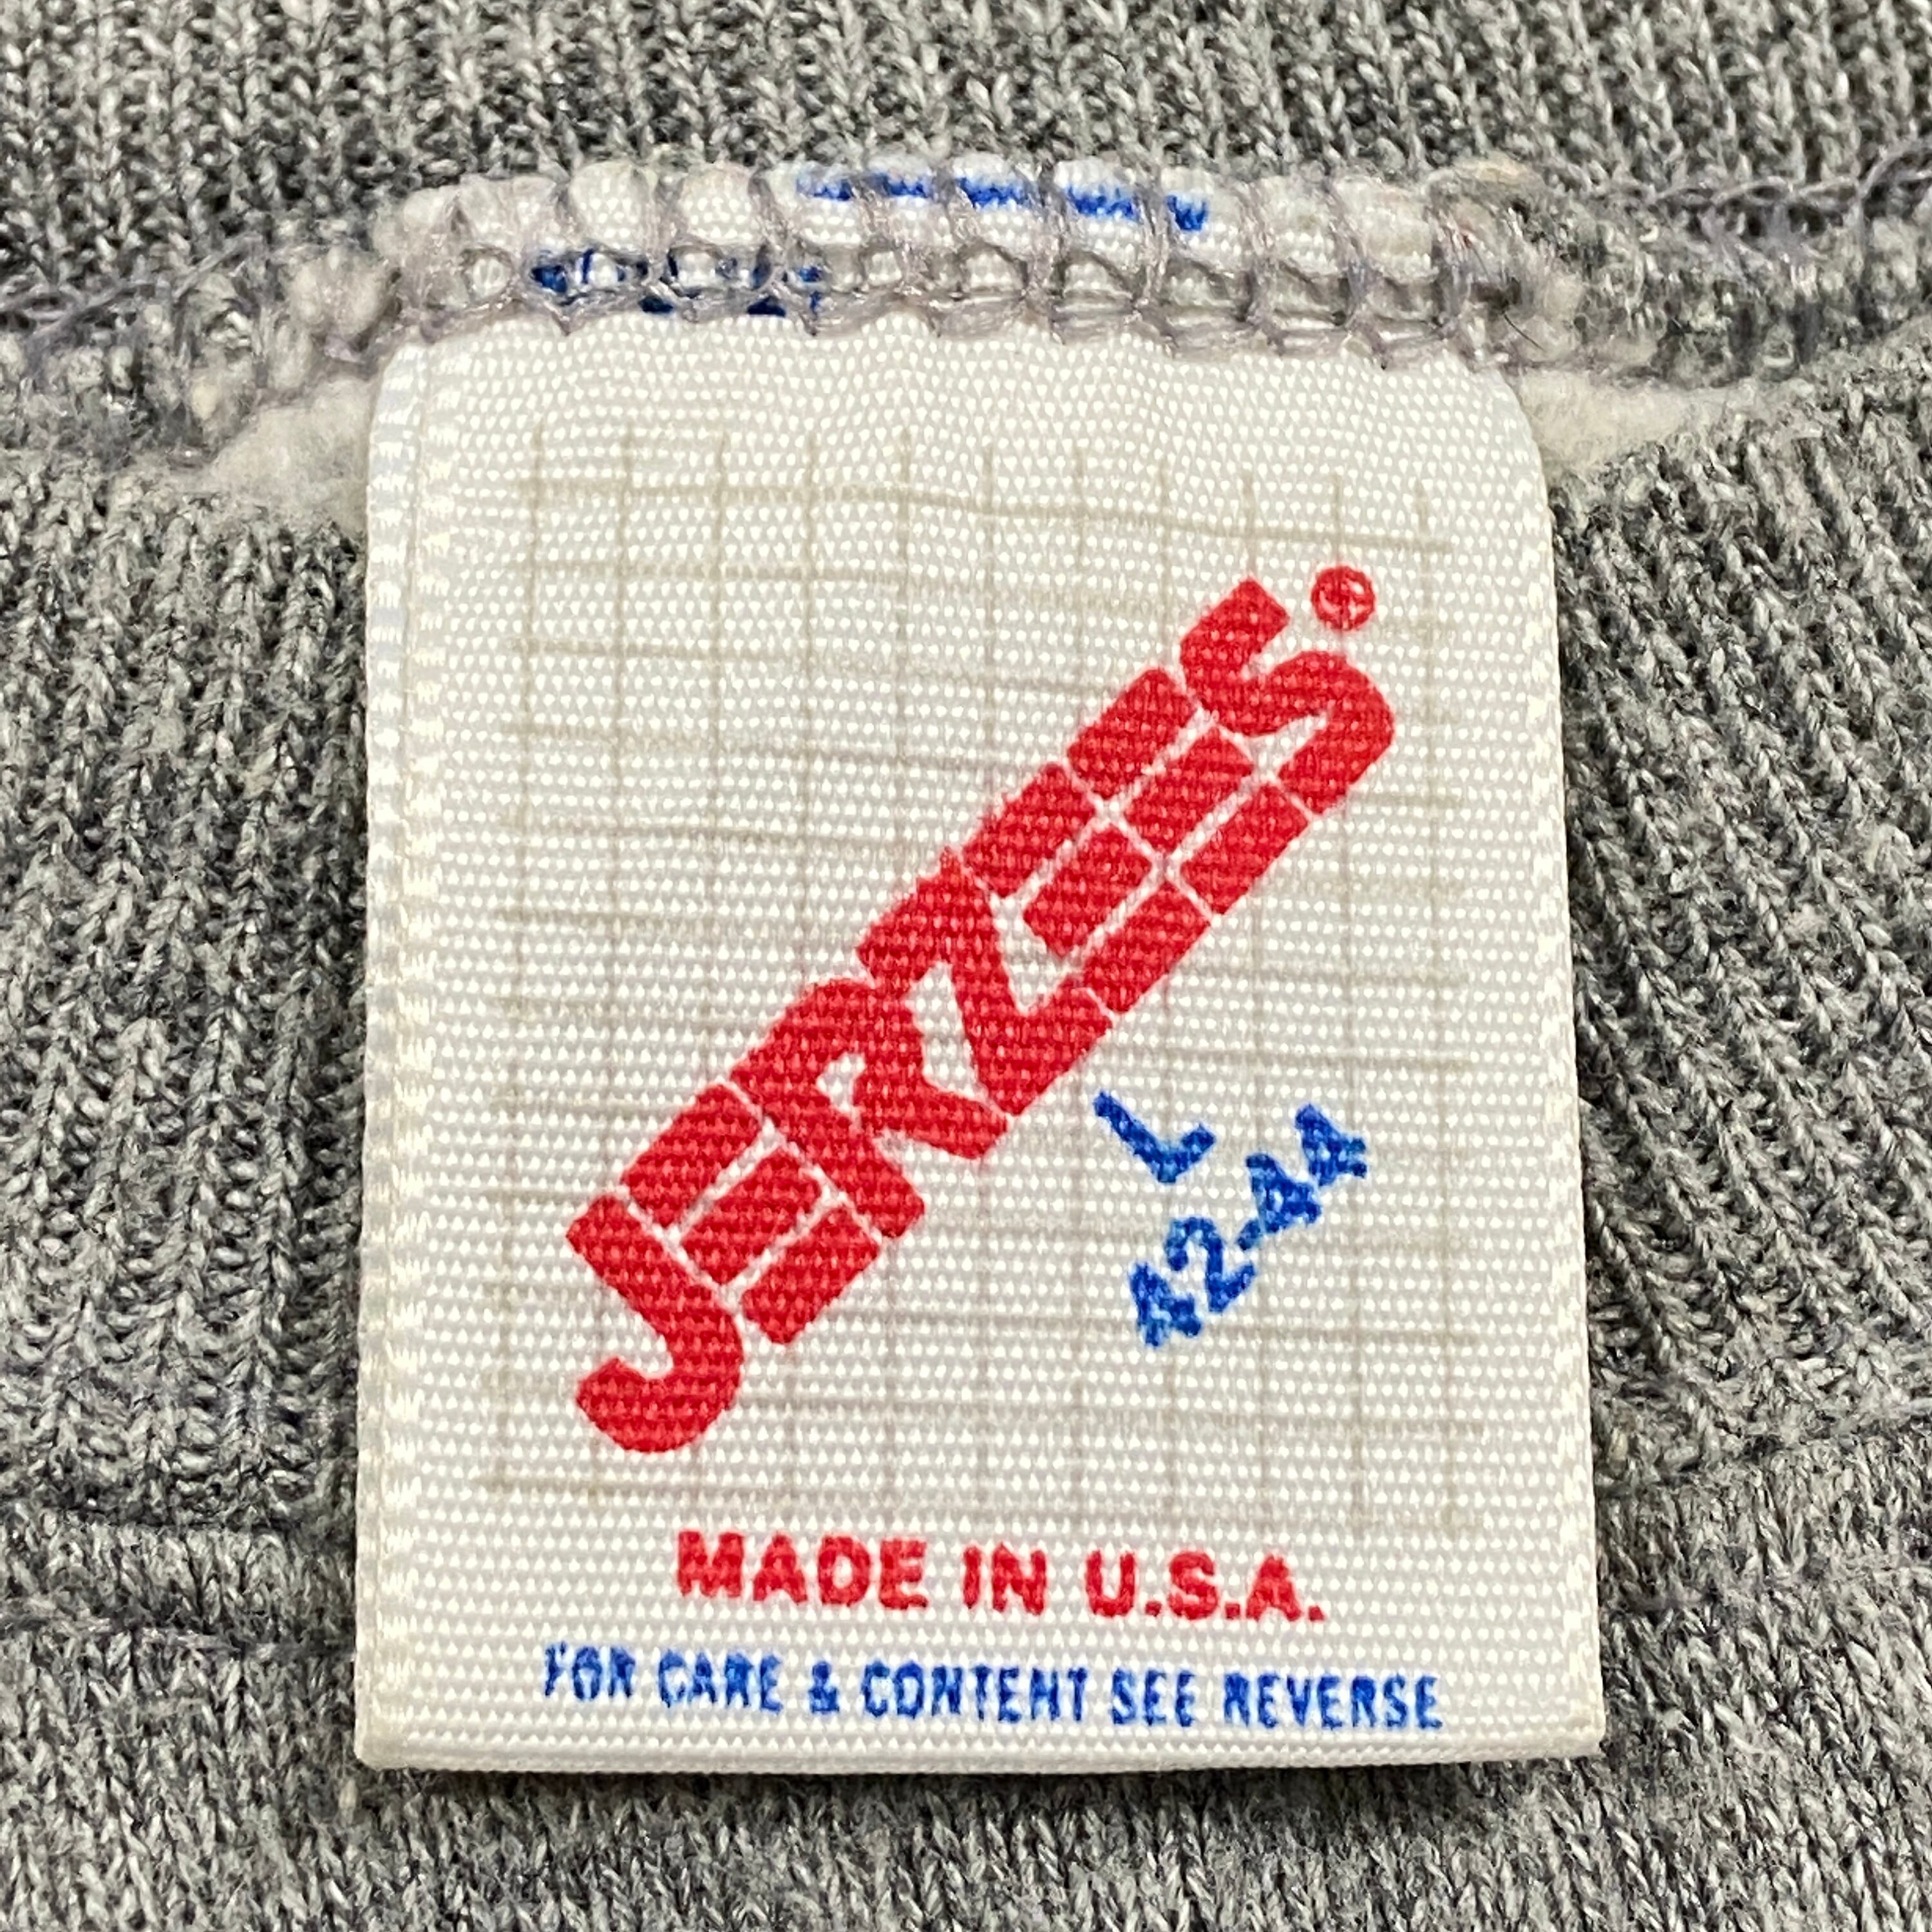 JERZEES®
L
42-44
MADE IN U.S.A.
FOR CARE & CONTENT SEE REVERSE